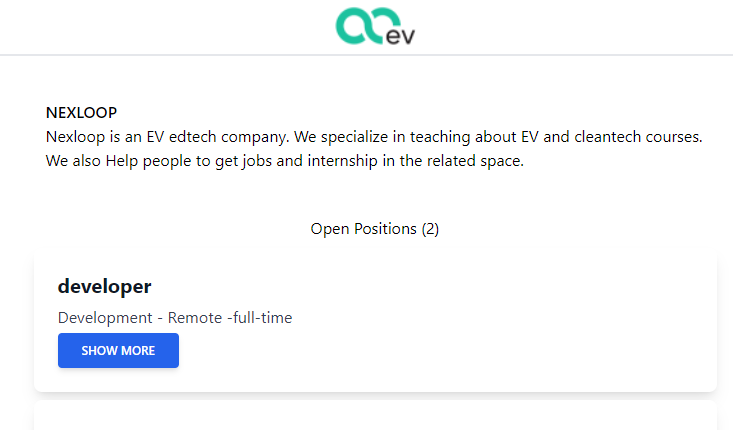 ev
NEXLOOP
Nexloop is an EV edtech company. We specialize in teaching about EV and cleantech courses.
We also Help people to get jobs and internship in the related space.
Open Positions (2)
developer
Development - Remote -full-time
SHOW MORE